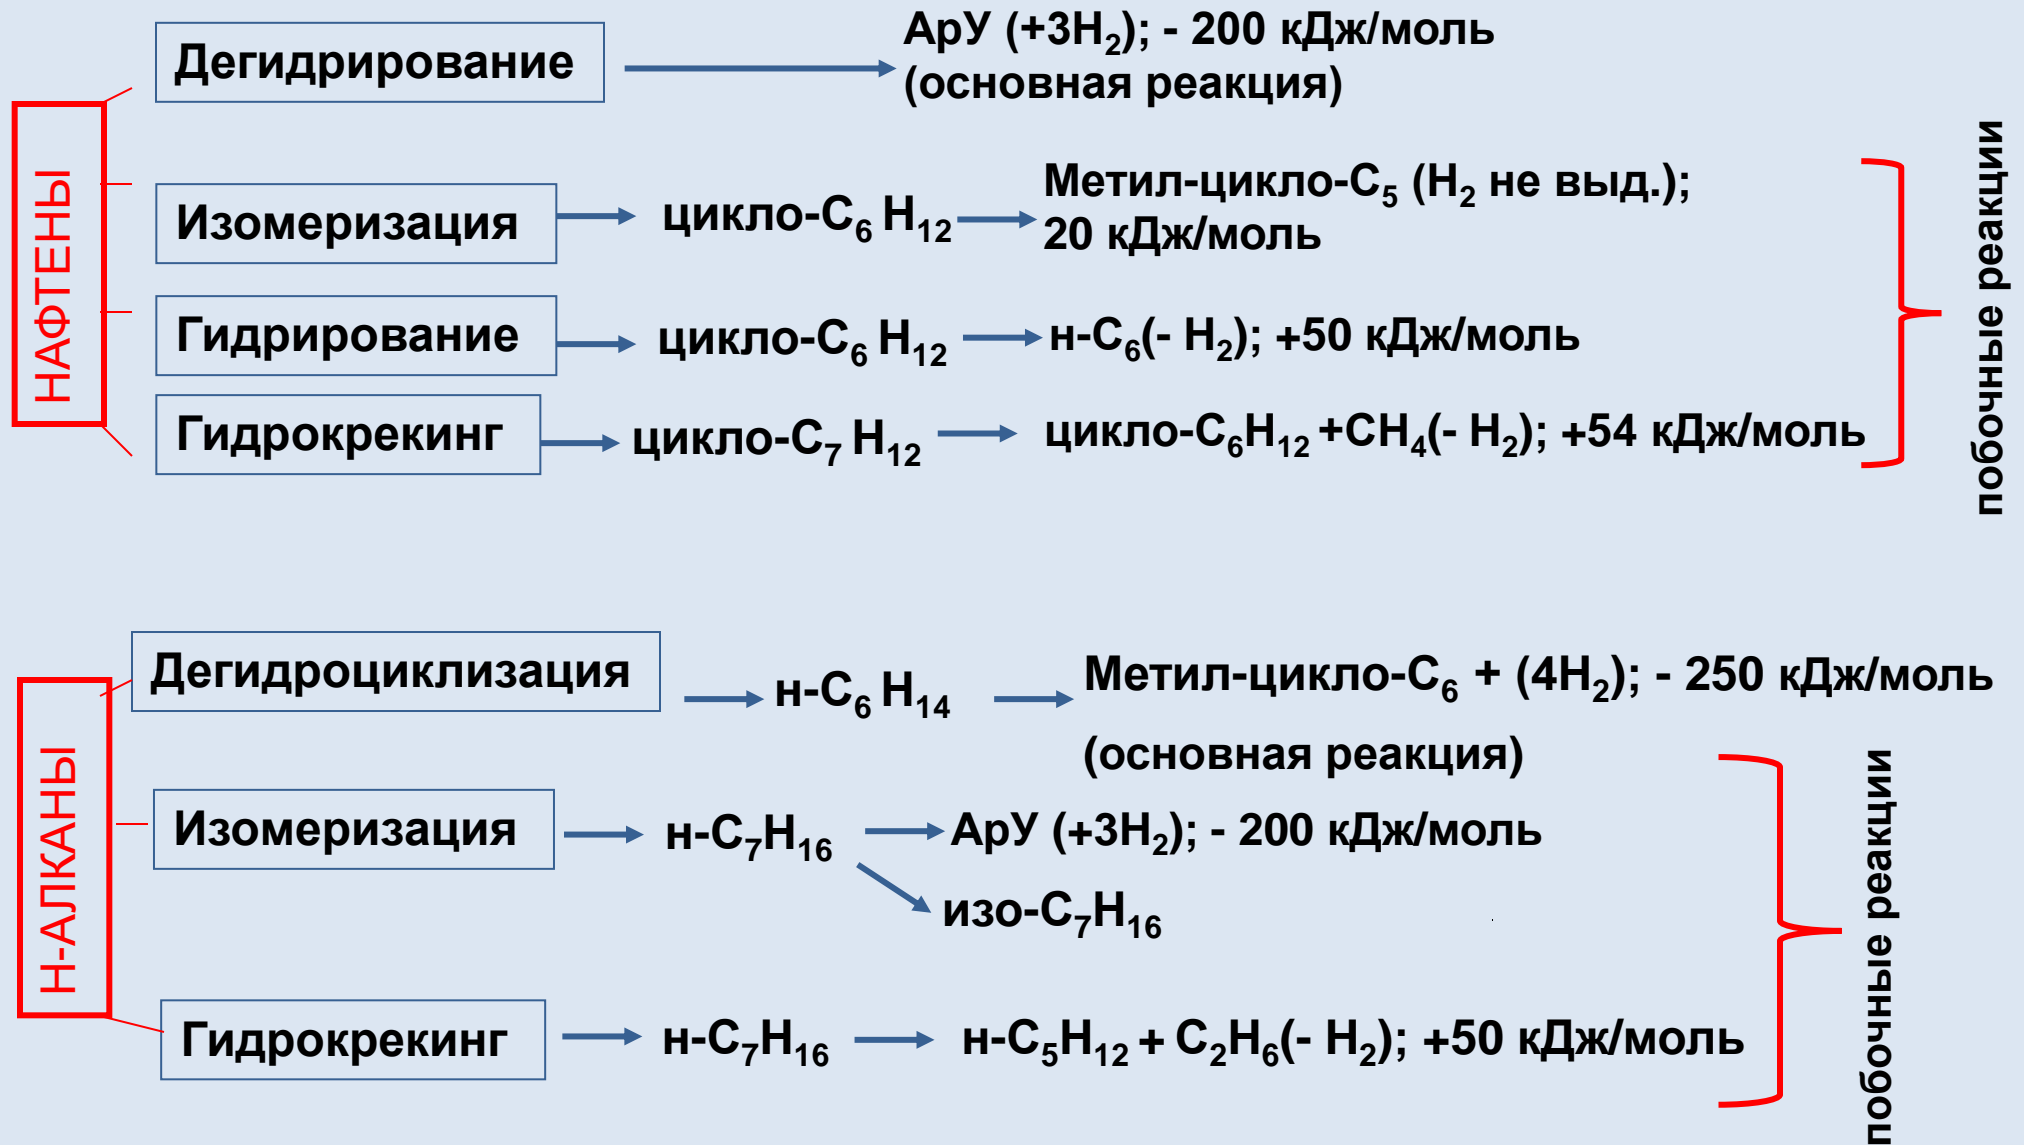 НАФТЕНЫ
Дегидрирование
АрУ (+3H₂); - 200 кДж/моль
(основная реакция)
Изомеризация
цикло-C₆ H₁₂
Метил-цикло-C₅ (H₂ не выд.);
20 кДж/моль
Гидрирование
цикло-C₆ H₁₂
н-C₆(- H₂); +50 кДж/моль
Гидрокрекинг
цикло-C₇ H₁₂
цикло-C₆H₁₂ +CH₄(- H₂); +54 кДж/моль
побочные реакции
Н-АЛКАНЫ
Дегидроциклизация
н-C₆ H₁₄
Метил-цикло-C₆ + (4H₂); - 250 кДж/моль
(основная реакция)
Изомеризация
н-C₇H₁₆
АрУ (+3H₂); - 200 кДж/моль
изо-C₇H₁₆
Гидрокрекинг
н-C₇H₁₆
н-C₅H₁₂ + C₂H₆(- H₂); +50 кДж/моль
побочные реакции